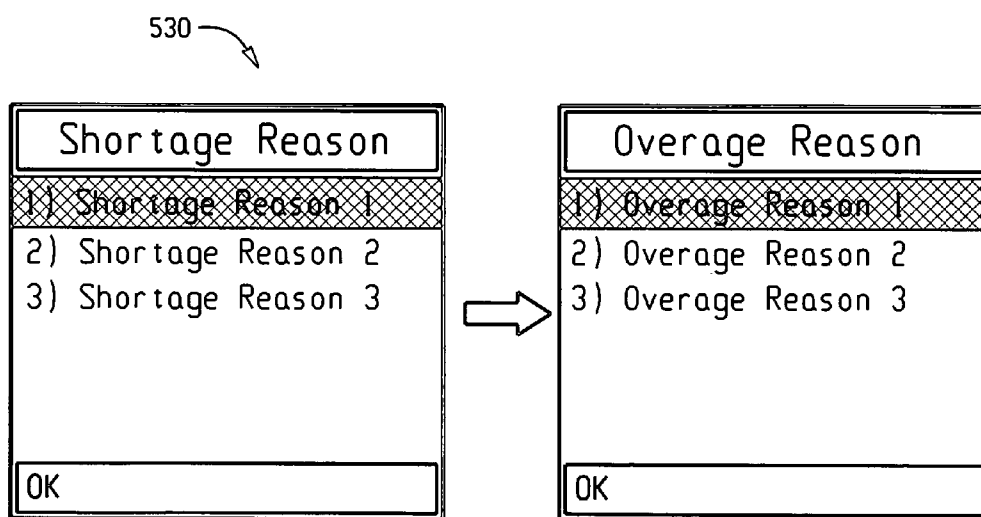 530
Shortage Reason
1) Shortage Reason 1
2) Shortage Reason 2
3) Shortage Reason 3
OK
Overage Reason
1) Overage Reason 1
2) Overage Reason 2
3) Overage Reason 3
OK